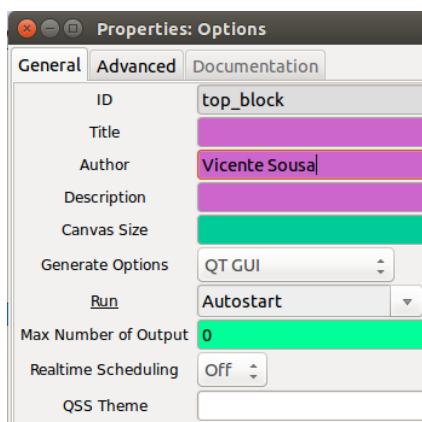 Properties: Options
General Advanced Documentation
ID top_block
Title
Author Vicente Sousa
Description
Canvas Size
Generate Options QT GUI
Run Autostart
Max Number of Output 0
Realtime Scheduling Off
QSS Theme